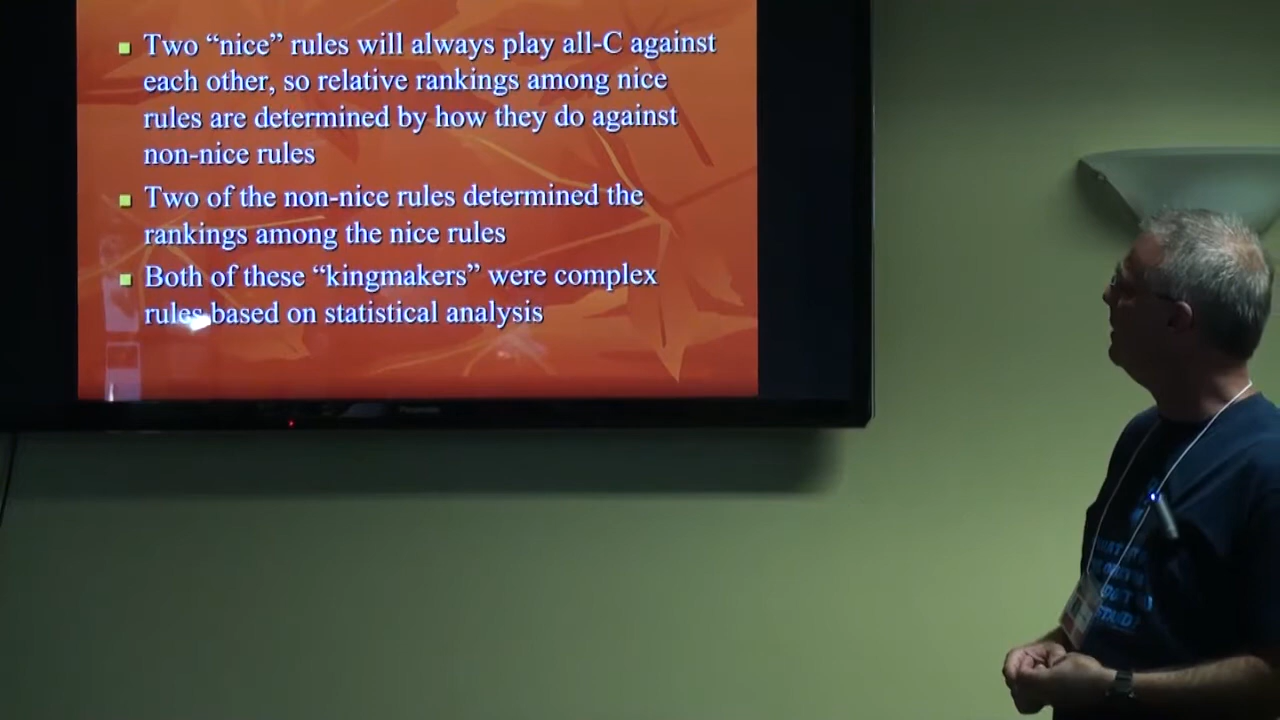 Two “nice” rules will always play all-C against
each other, so relative rankings among nice
rules are determined by how they do against
non-nice rules
Two of the non-nice rules determined the
rankings among the nice rules
Both of these “kingmakers” were complex
rules based on statistical analysis
Panasonic